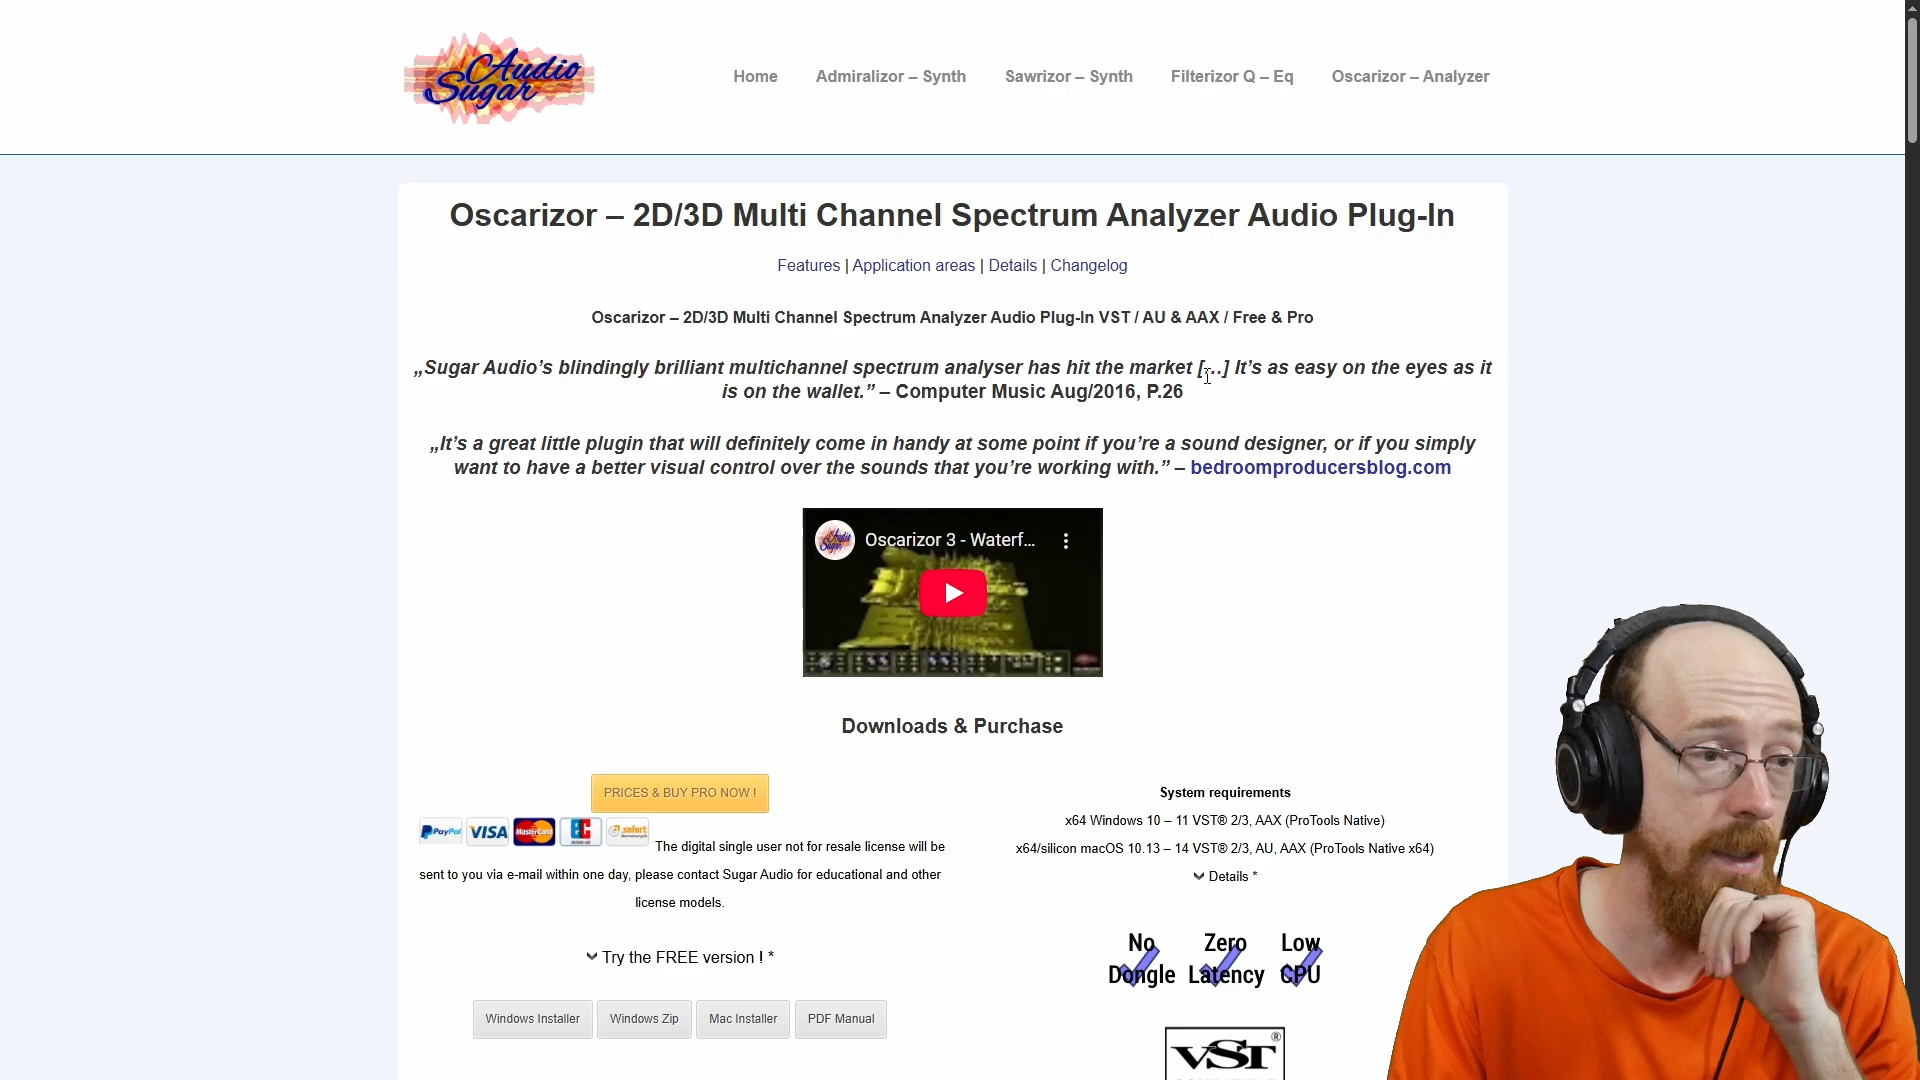 Audio
Sugar
Home
Admiralizor – Synth
Sawrizor – Synth
Filterizor Q – Eq
Oscarizor – Analyzer
Oscarizor – 2D/3D Multi Channel Spectrum Analyzer Audio Plug-In
Features | Application areas | Details | Changelog
Oscarizor – 2D/3D Multi Channel Spectrum Analyzer Audio Plug-In VST / AU & AAX / Free & Pro
„Sugar Audio’s blindingly brilliant multichannel spectrum analyser has hit the market [...] It’s as easy on the eyes as it
is on the wallet.” – Computer Music Aug/2016, P.26
„It’s a great little plugin that will definitely come in handy at some point if you’re a sound designer, or if you simply
want to have a better visual control over the sounds that you’re working with.” – bedroomproducersblog.com
Audio
Sugar
Oscarizor 3 - Waterf...
Downloads & Purchase
PRICES & BUY PRO NOW !
PayPal VISA MasterCard EC sofort
The digital single user not for resale license will be
sent to you via e-mail within one day, please contact Sugar Audio for educational and other
license models.
Try the FREE version ! *
Windows Installer
Windows Zip
Mac Installer
PDF Manual
System requirements
x64 Windows 10 – 11 VST® 2/3, AAX (ProTools Native)
x64/silicon macOS 10.13 – 14 VST® 2/3, AU, AAX (ProTools Native x64)
Details *
No Dongle
Zero Latency
Low CPU
VST®